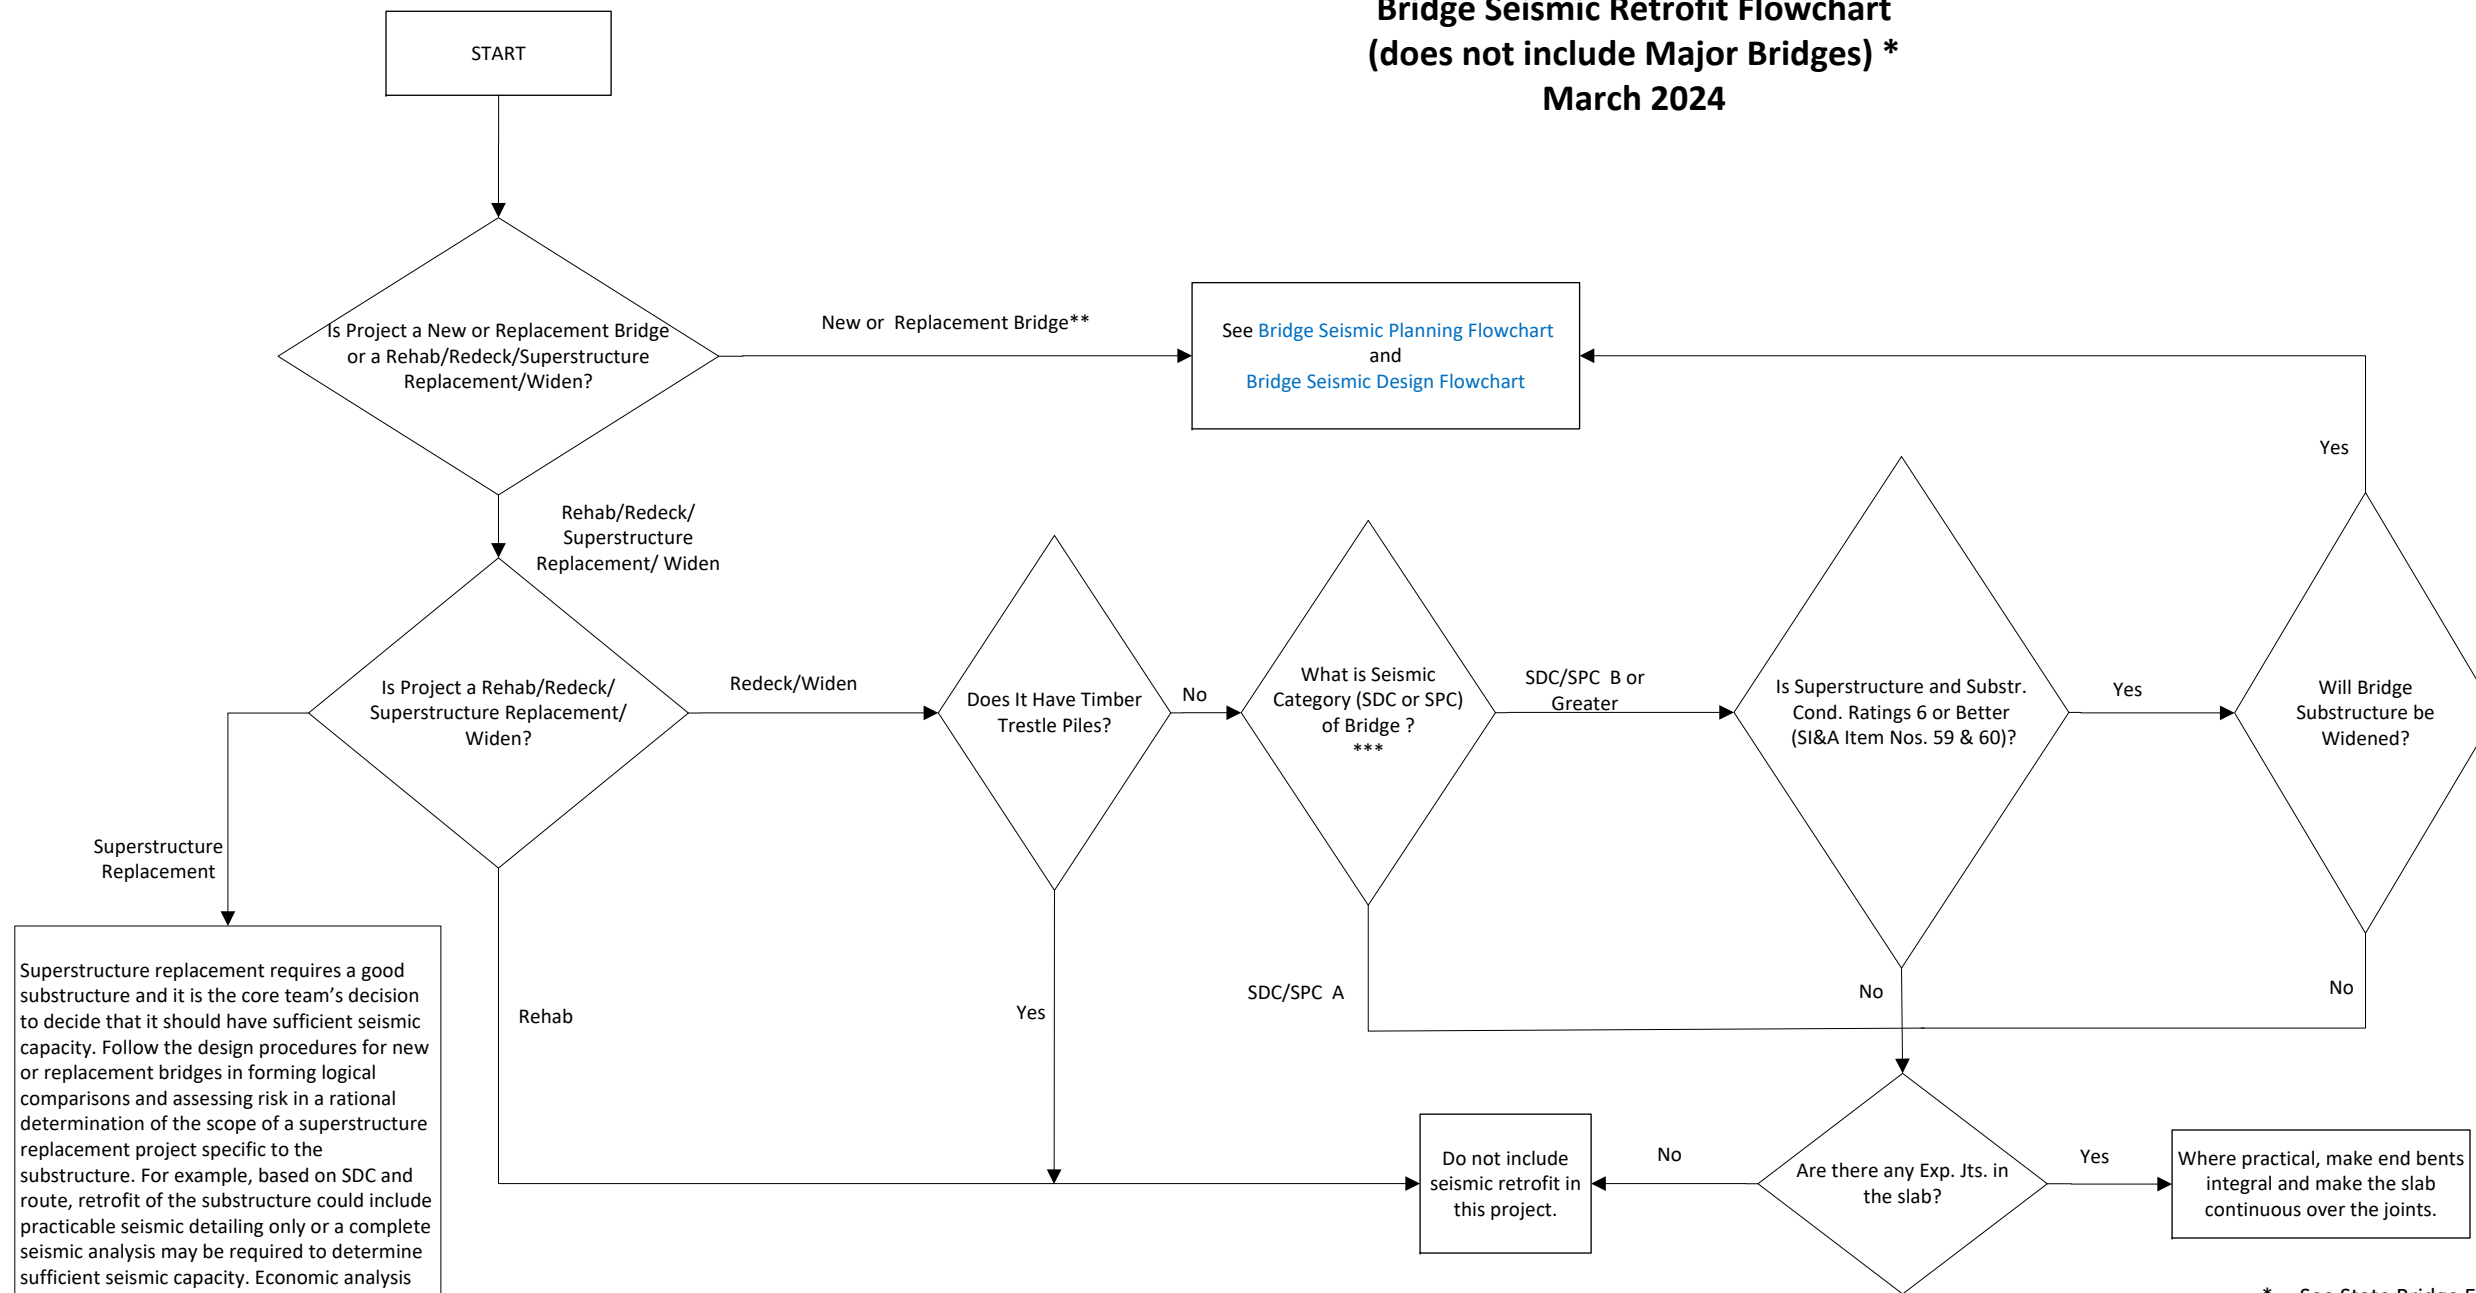 Bridge Seismic Retrofit Flowchart
(does not include Major Bridges) *
March 2024
START
Is Project a New or Replacement Bridge
or a Rehab/Redeck/Superstructure
Replacement/Widen?
New or Replacement Bridge**
See Bridge Seismic Planning Flowchart
and
Bridge Seismic Design Flowchart
Yes
Rehab/Redeck/
Superstructure
Replacement/ Widen
Is Project a Rehab/Redeck/
Superstructure Replacement/
Widen?
Redeck/Widen
Does It Have Timber
Trestle Piles?
No
What is Seismic
Category (SDC or SPC)
of Bridge ?
***
SDC/SPC B or
Greater
Is Superstructure and Substr.
Cond. Ratings 6 or Better
(SI&A Item Nos. 59 & 60)?
Yes
Will Bridge
Substructure be
Widened?
Superstructure
Replacement
Rehab
Yes
SDC/SPC A
No
No
Superstructure replacement requires a good
substructure and it is the core team’s decision
to decide that it should have sufficient seismic
capacity. Follow the design procedures for new
or replacement bridges in forming logical
comparisons and assessing risk in a rational
determination of the scope of a superstructure
replacement project specific to the
substructure. For example, based on SDC and
route, retrofit of the substructure could include
practicable seismic detailing only or a complete
seismic analysis may be required to determine
sufficient seismic capacity. Economic analysis
Do not include
seismic retrofit in
this project.
No
Are there any Exp. Jts. in
the slab?
Yes
Where practical, make end bents
integral and make the slab
continuous over the joints.
* See State Bridge